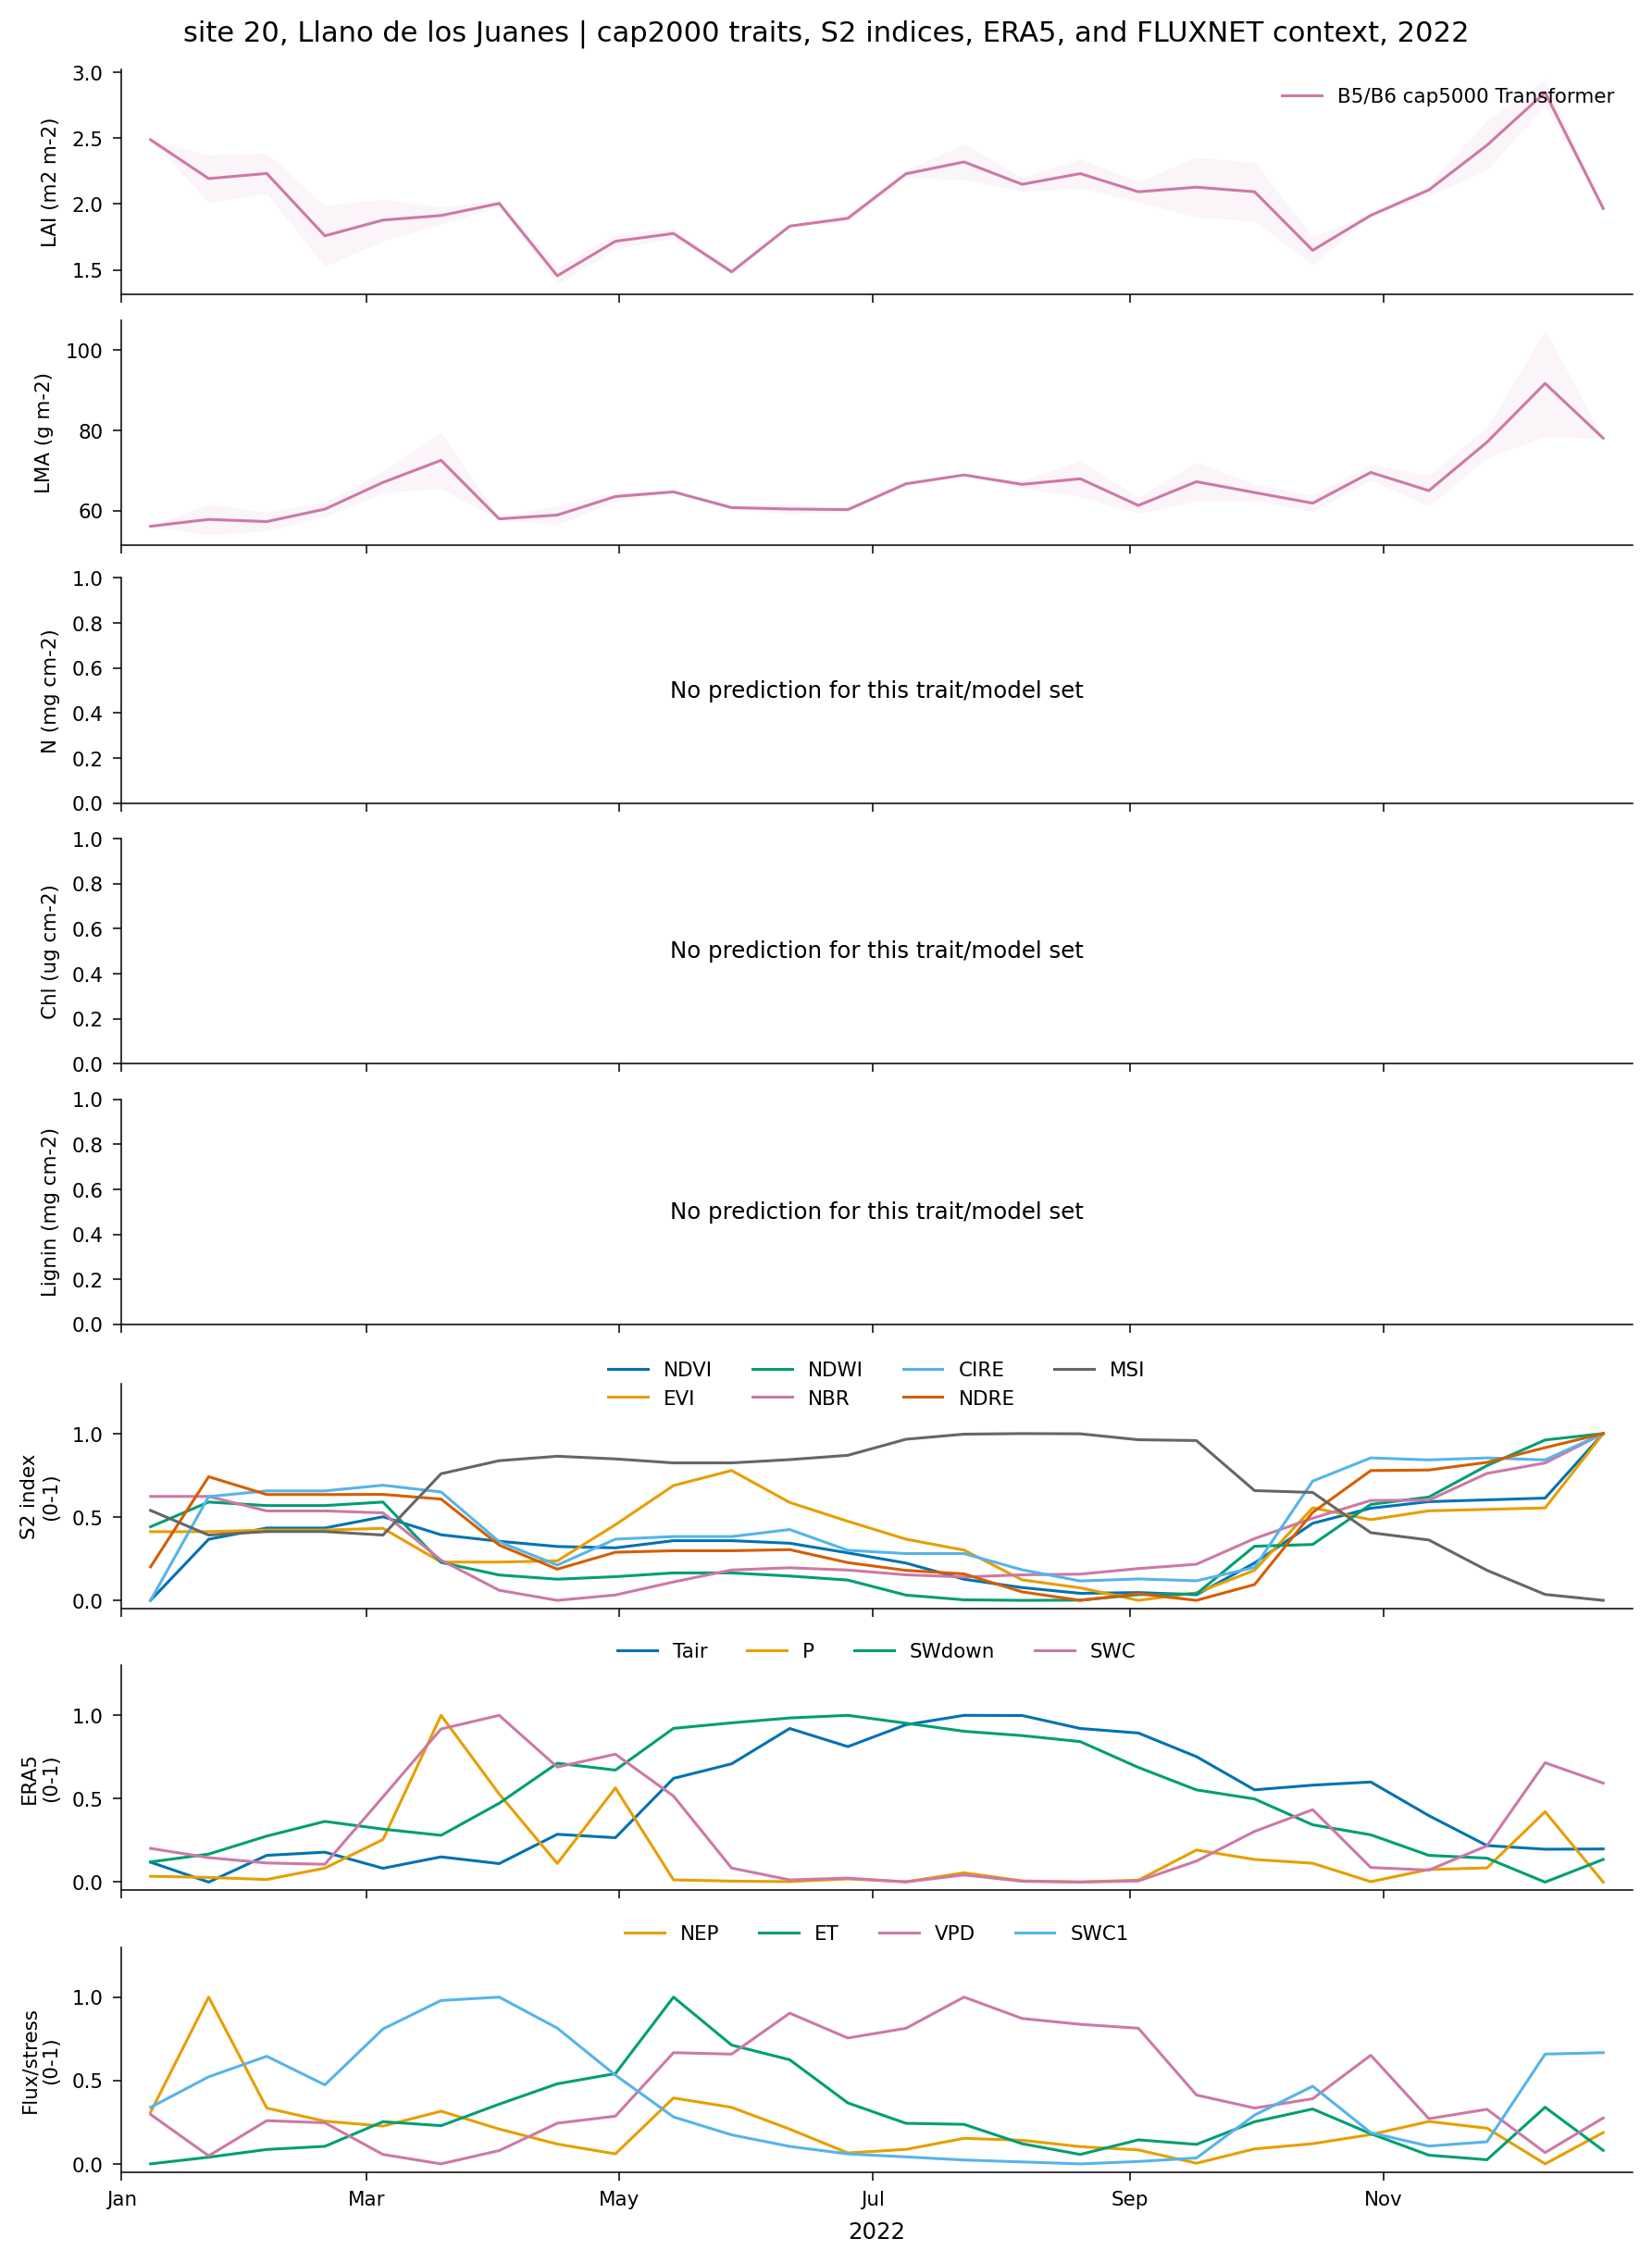 site 20, Llano de los Juanes | cap2000 traits, S2 indices, ERA5, and FLUXNET context, 2022
B5/B6 cap5000 Transformer
LAI (m2 m-2)
3.0
2.5
2.0
1.5
LMA (g m-2)
100
80
60
N (mg cm-2)
1.0
0.8
0.6
0.4
0.2
0.0
No prediction for this trait/model set
Chl (ug cm-2)
1.0
0.8
0.6
0.4
0.2
0.0
No prediction for this trait/model set
Lignin (mg cm-2)
1.0
0.8
0.6
0.4
0.2
0.0
No prediction for this trait/model set
NDVI NDWI CIRE MSI
EVI NBR NDRE
S2 index
(0-1)
1.0
0.5
0.0
Tair P SWdown SWC
ERA5
(0-1)
1.0
0.5
0.0
NEP ET VPD SWC1
Flux/stress
(0-1)
1.0
0.5
0.0
Jan Mar May Jul Sep Nov
2022